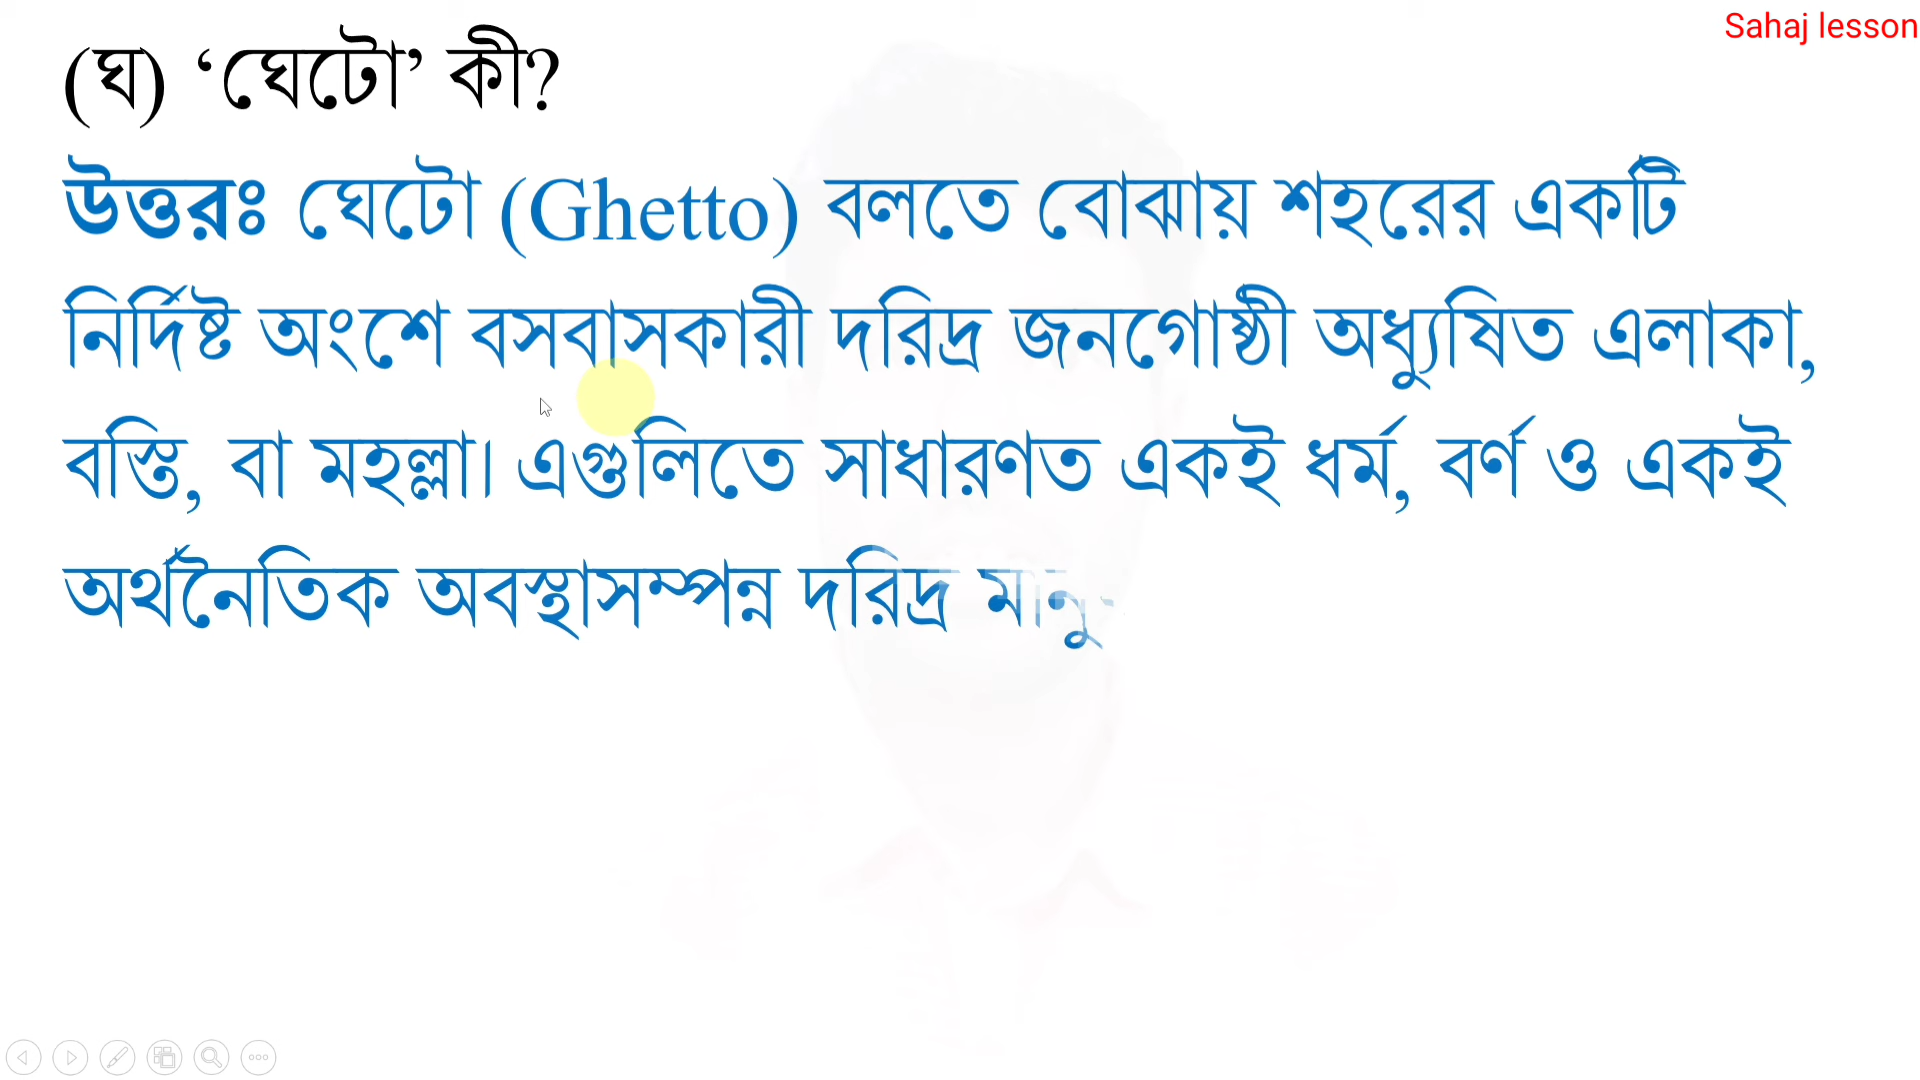 Sahaj lesson
(ঘ) ‘ঘেটো’ কী?
উত্তরঃ ঘেটো (Ghetto) বলতে বোঝায় শহরের একটি
নির্দিষ্ট অংশে বসবাসকারী দরিদ্র জনগোষ্ঠী অধ্যুষিত এলাকা,
বস্তি, বা মহল্লা। এগুলিতে সাধারণত একই ধর্ম, বর্ণ ও একই
অর্থনৈতিক অবস্থাসম্পন্ন দরিদ্র